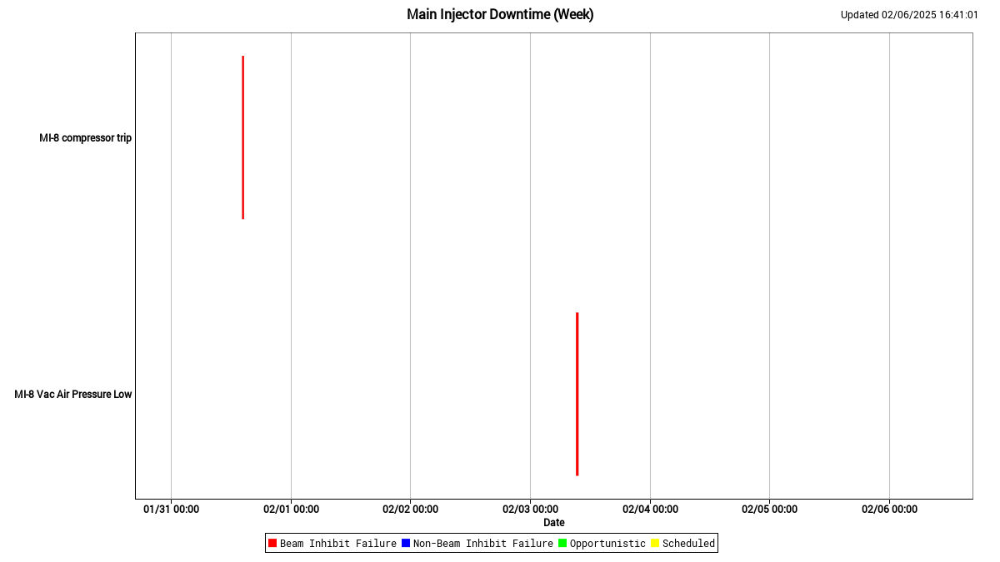 Main Injector Downtime (Week)
Updated 02/06/2025 16:41:01
MI-8 compressor trip
MI-8 Vac Air Pressure Low
01/31 00:00 02/01 00:00 02/02 00:00 02/03 00:00 02/04 00:00 02/05 00:00 02/06 00:00
Date
Beam Inhibit Failure Non-Beam Inhibit Failure Opportunistic Scheduled